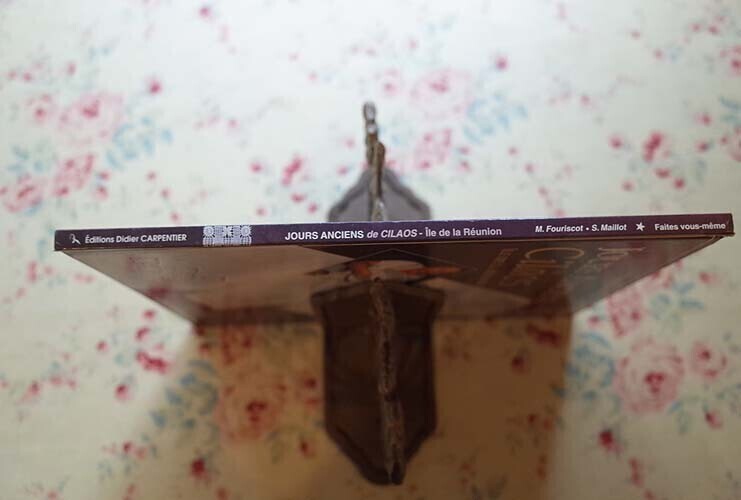 Éditions Didier CARPENTIER JOURS ANCIENS de CILAOS - Île de la Réunion M. Fouriscot • S. Maillot ★ Faites vous-même